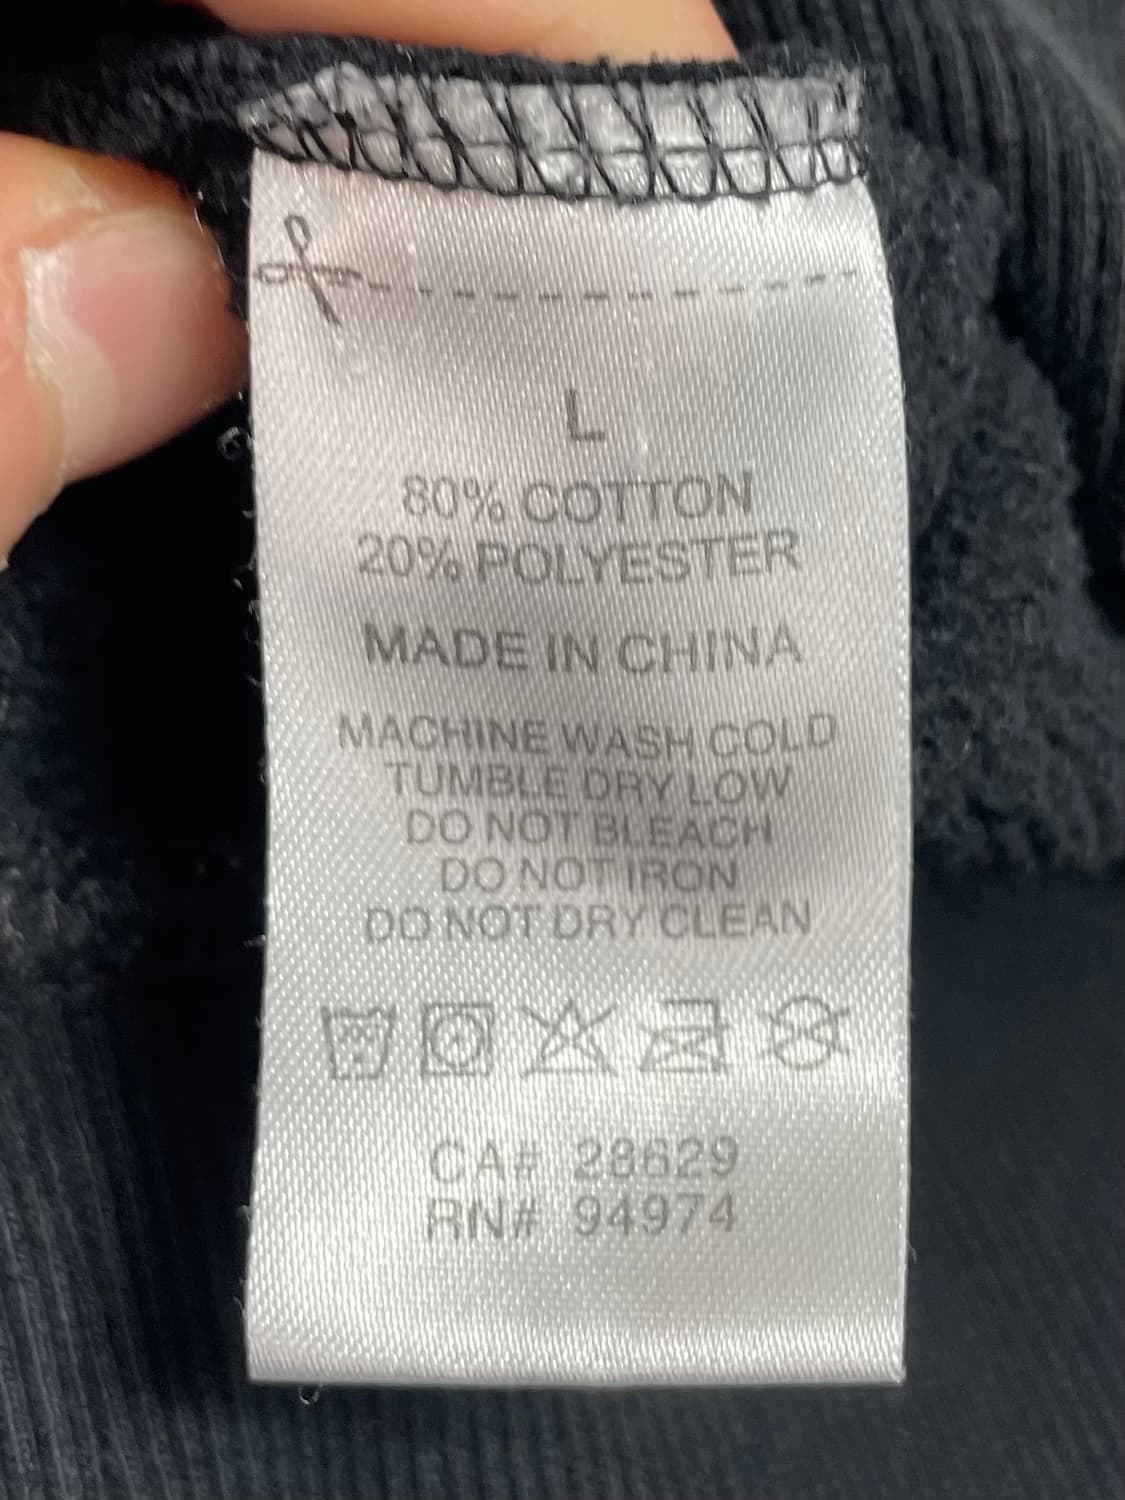 L
80% COTTON
20% POLYESTER
MADE IN CHINA
MACHINE WASH COLD
TUMBLE DRY LOW
DO NOT BLEACH
DO NOT IRON
DO NOT DRY CLEAN
CA# 28629
RN# 94974